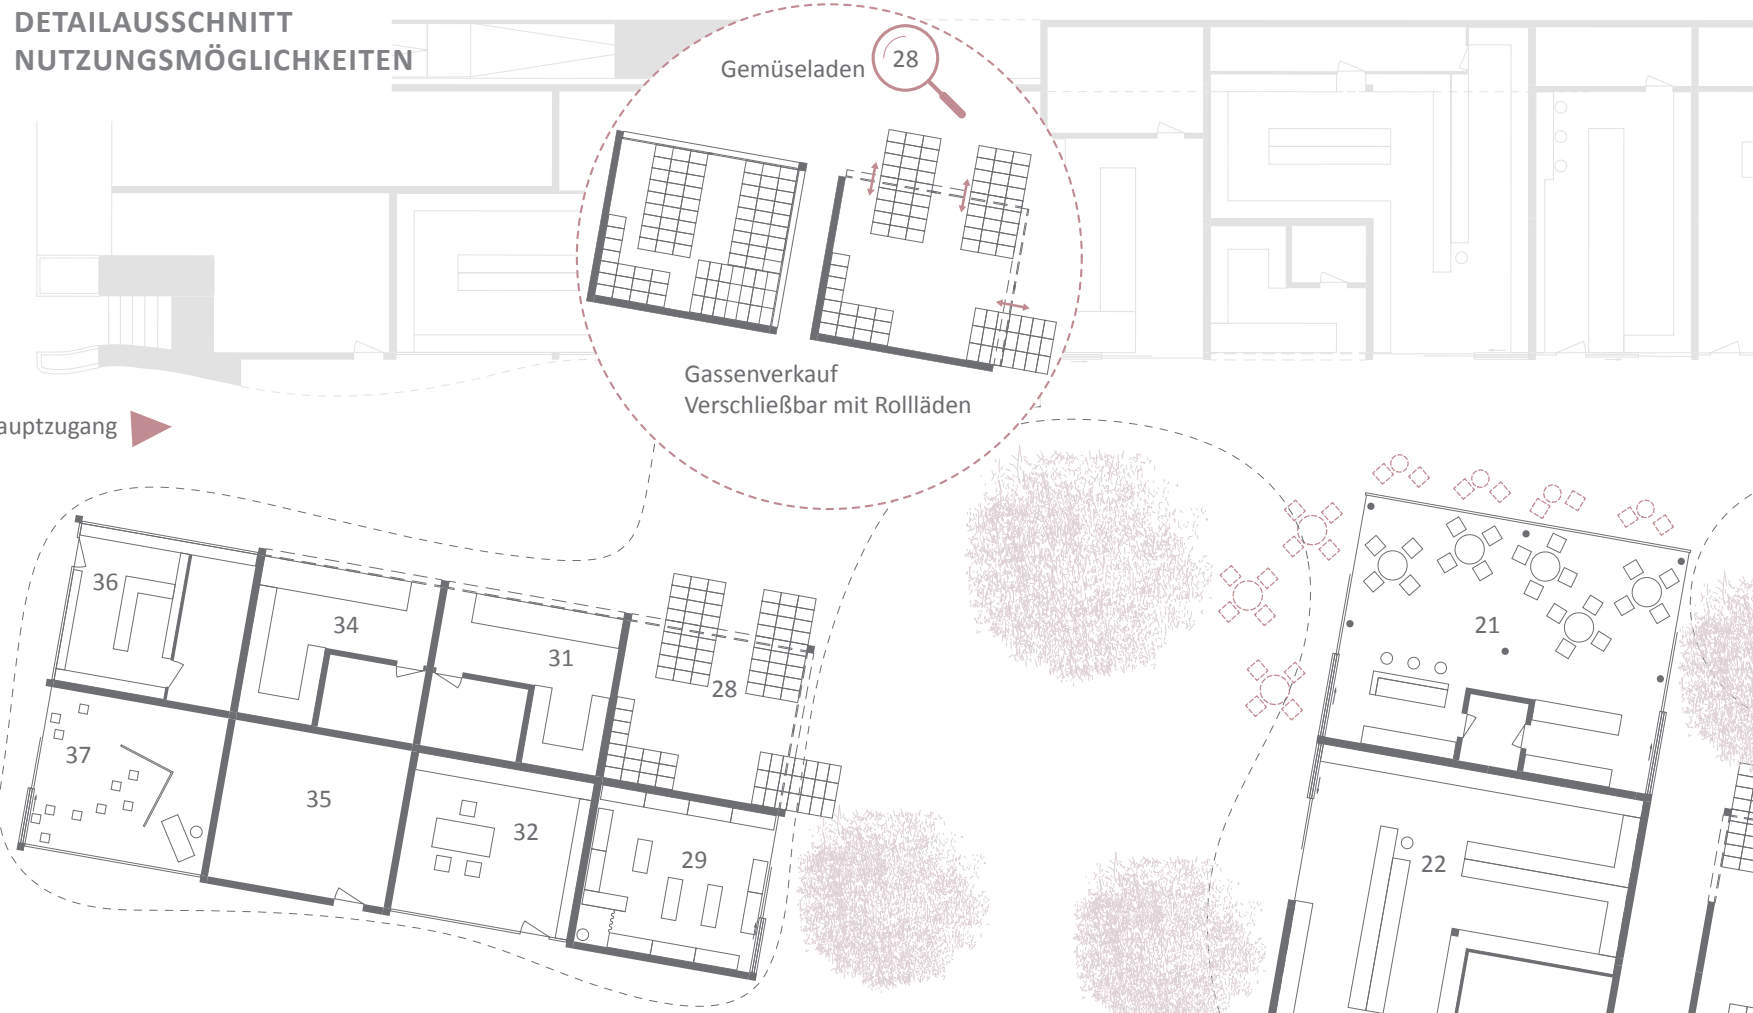 DETAILAUSSCHNITT
NUTZUNGSMÖGLICHKEITEN
Gemüseladen
28
Gassenverkauf
Verschließbar mit Rollläden
auptzugang
36
34
31
28
37
35
32
29
21
22